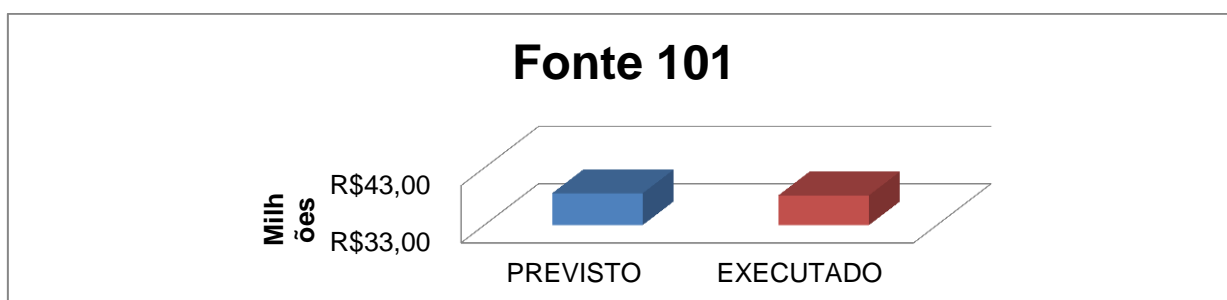 Fonte 101
R$43,00
R$33,00
Milh
ões
PREVISTO
EXECUTADO